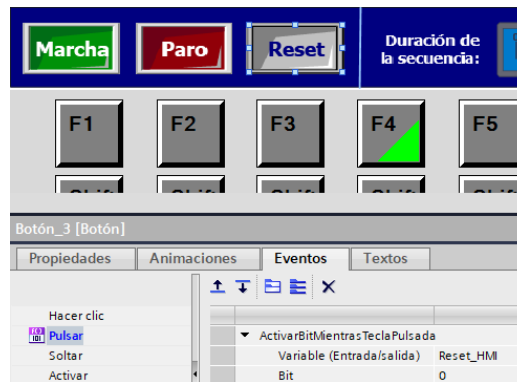 Marcha Paro Reset Duración de
la secuencia:
F1 F2 F3 F4 F5
Botón_3 [Botón]
Propiedades Animaciones Eventos Textos
Hacer clic
Pulsar
ActivarBitMientrasTeclaPulsada
Soltar
Variable (Entrada/salida) Reset_HMI
Activar
Bit 0